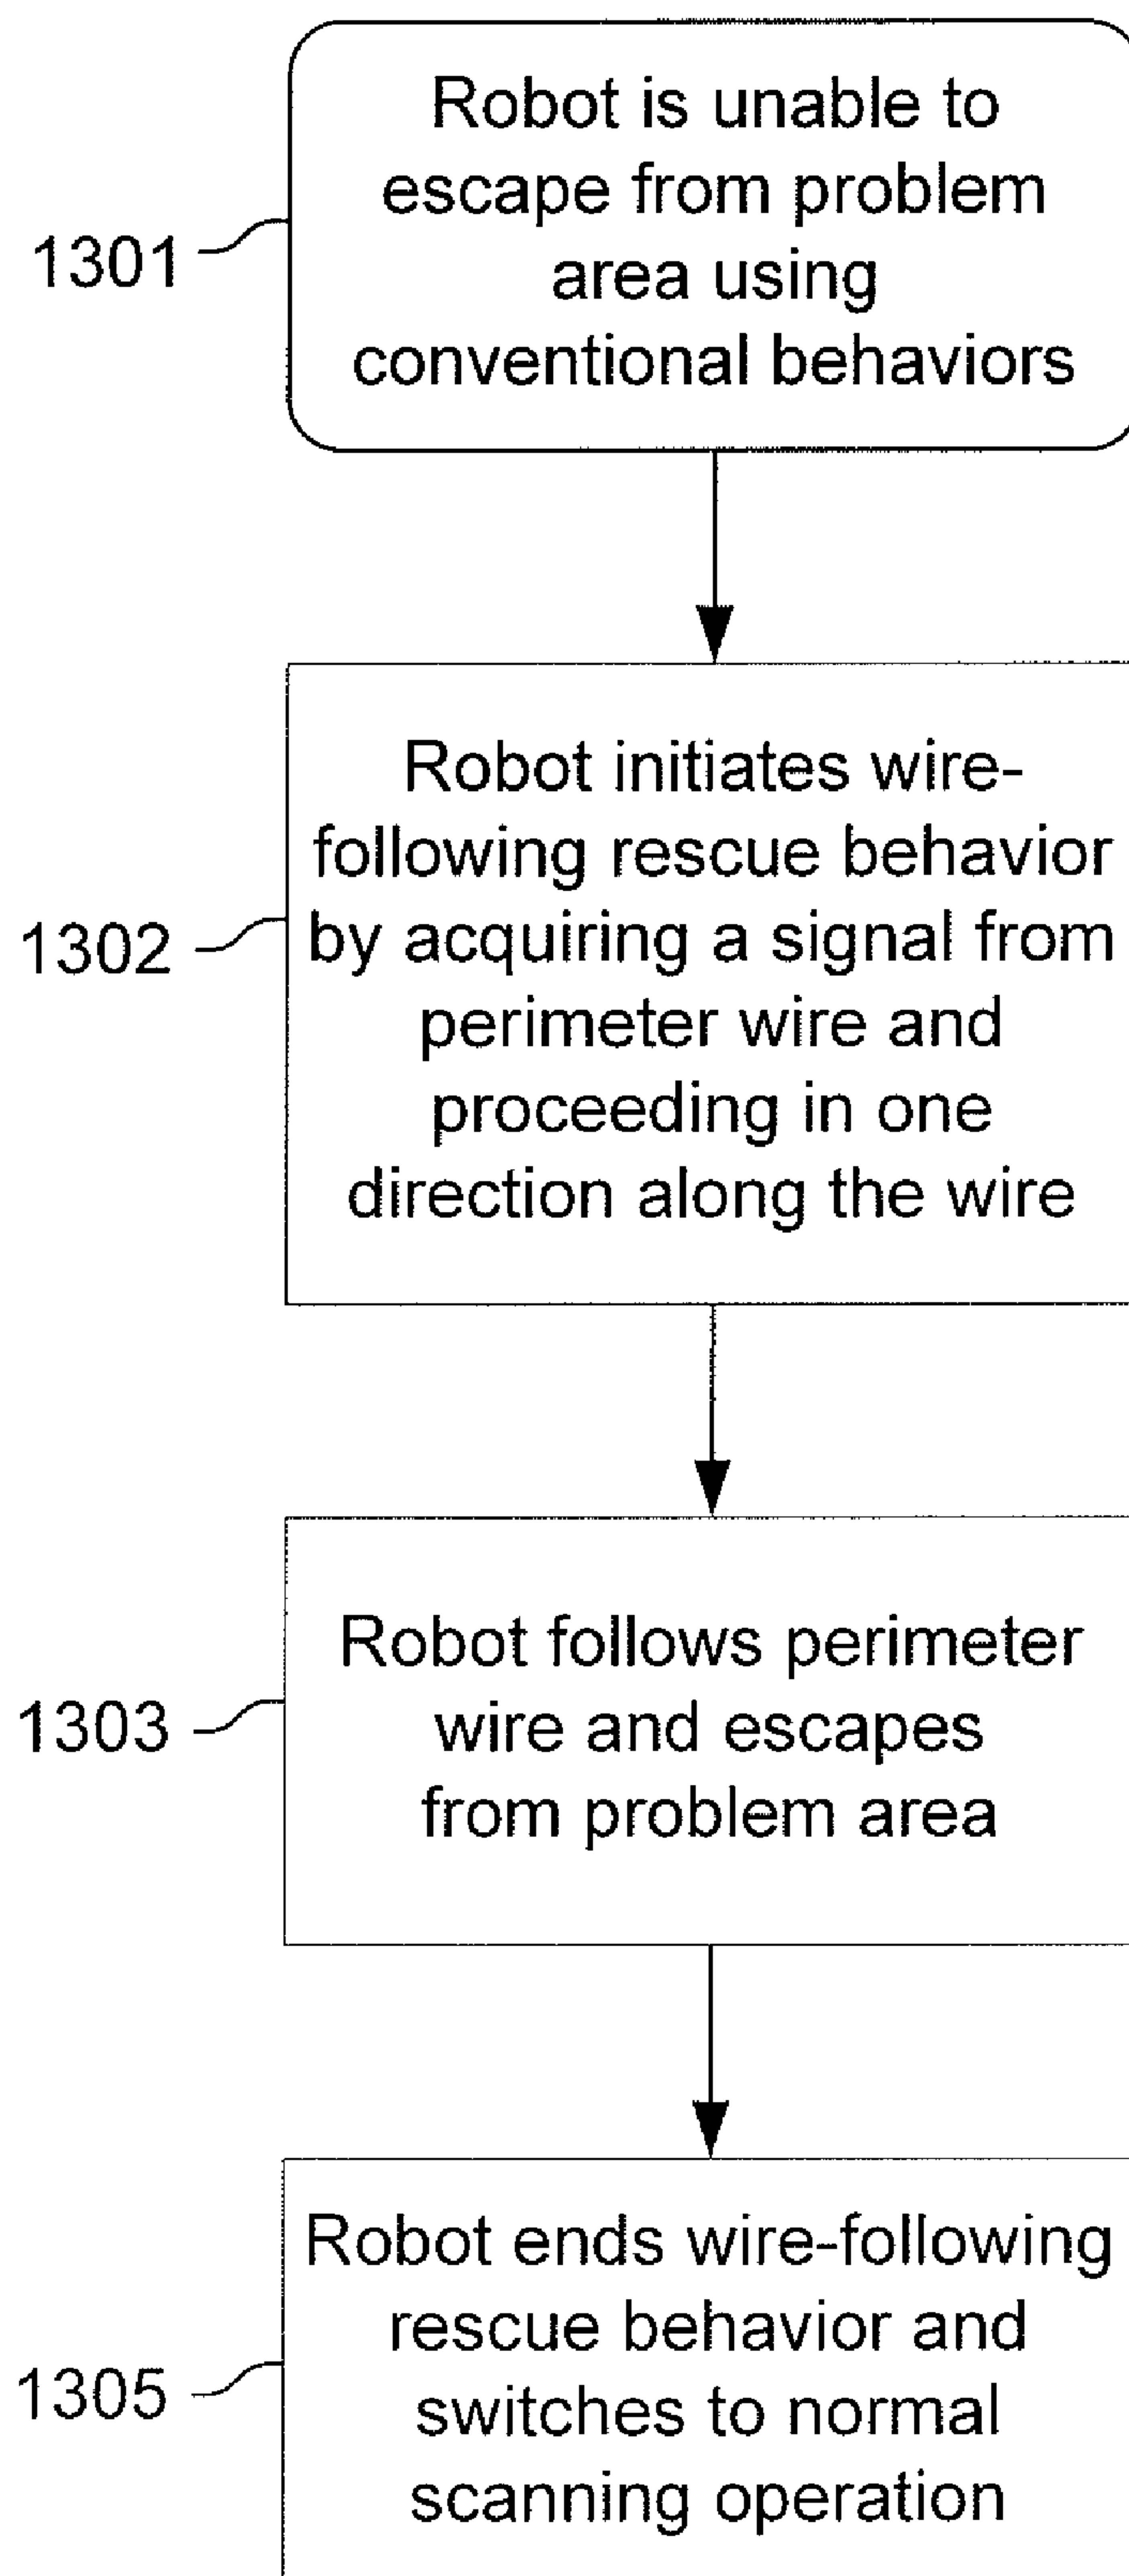 Robot is unable to
escape from problem
area using
conventional behaviors
1301
Robot initiates wire-
following rescue behavior
by acquiring a signal from
perimeter wire and
proceeding in one
direction along the wire
1302
Robot follows perimeter
wire and escapes
from problem area
1303
Robot ends wire-following
rescue behavior and
switches to normal
scanning operation
1305